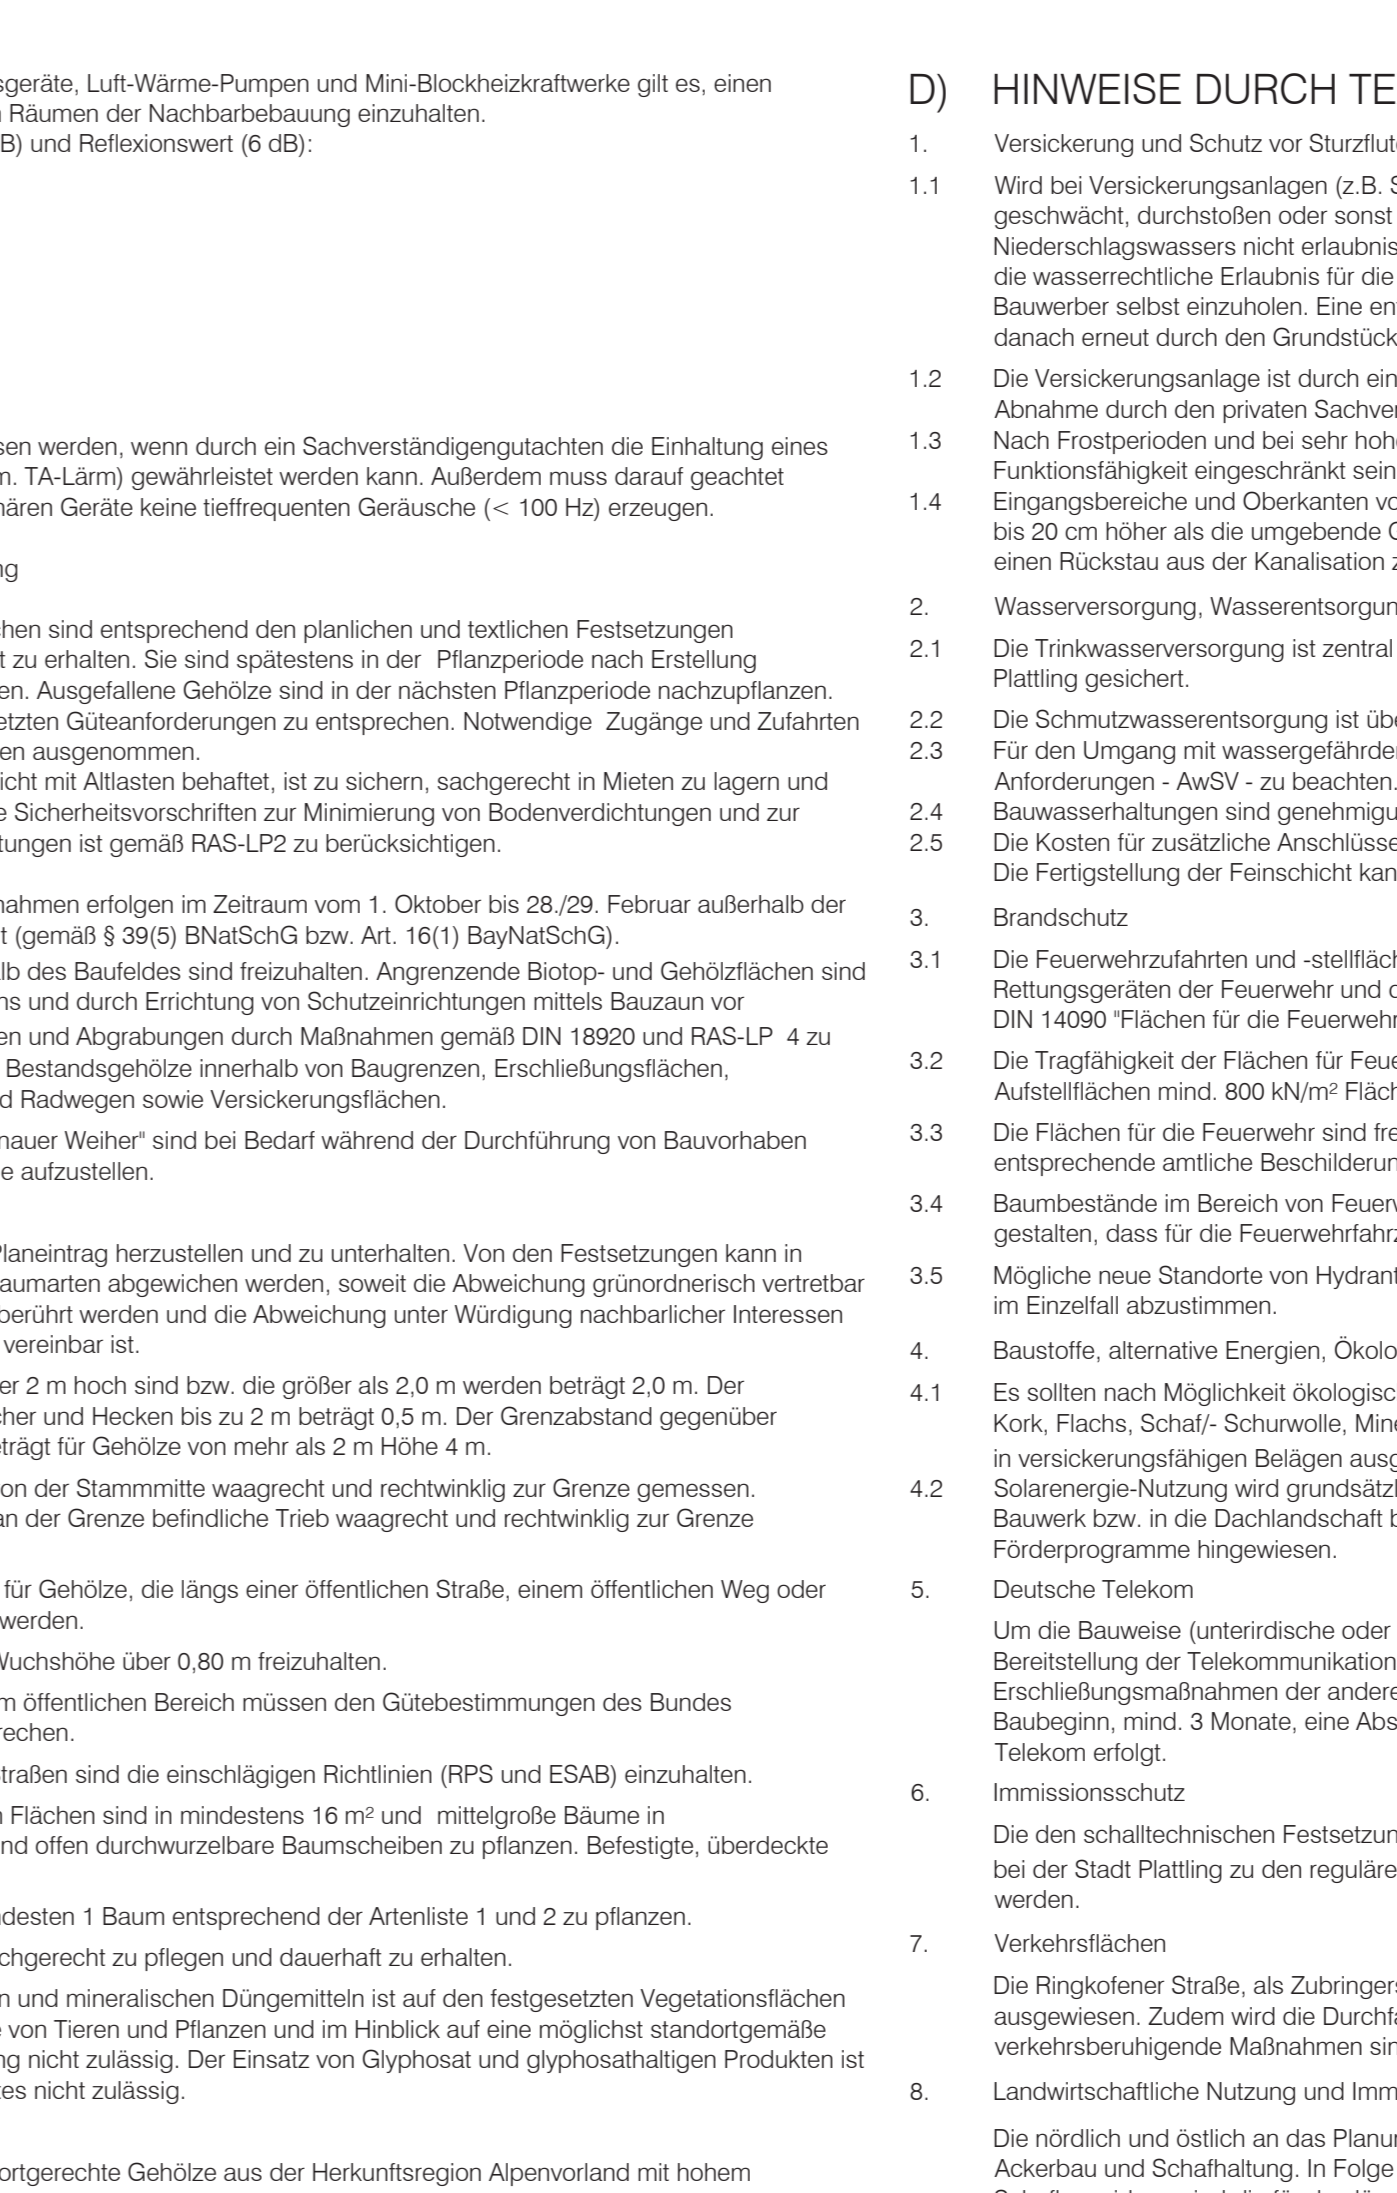 sgeräte, Luft-Wärme-Pumpen und Mini-Blockheizkraftwerke gilt es, einen
Räumen der Nachbarbebauung einzuhalten.
B) und Reflexionswert (6 dB):
sen werden, wenn durch ein Sachverständigengutachten die Einhaltung eines
m. TA-Lärm) gewährleistet werden kann. Außerdem muss darauf geachtet
nären Geräte keine tieffrequenten Geräusche (< 100 Hz) erzeugen.
ng
chen sind entsprechend den planlichen und textlichen Festsetzungen
t zu erhalten. Sie sind spätestens in der Pflanzperiode nach Erstellung
en. Ausgefallene Gehölze sind in der nächsten Pflanzperiode nachzupflanzen.
etzten Güteanforderungen zu entsprechen. Notwendige Zugänge und Zufahrten
en ausgenommen.
icht mit Altlasten behaftet, ist zu sichern, sachgerecht in Mieten zu lagern und
e Sicherheitsvorschriften zur Minimierung von Bodenverdichtungen und zur
tungen ist gemäß RAS-LP2 zu berücksichtigen.
nahmen erfolgen im Zeitraum vom 1. Oktober bis 28./29. Februar außerhalb der
t (gemäß § 39(5) BNatSchG bzw. Art. 16(1) BayNatSchG).
lb des Baufeldes sind freizuhalten. Angrenzende Biotop- und Gehölzflächen sind
ns und durch Errichtung von Schutzeinrichtungen mittels Bauzaun vor
en und Abgrabungen durch Maßnahmen gemäß DIN 18920 und RAS-LP 4 zu
Bestandsgehölze innerhalb von Baugrenzen, Erschließungsflächen,
d Radwegen sowie Versickerungsflächen.
nauer Weiher" sind bei Bedarf während der Durchführung von Bauvorhaben
e aufzustellen.
Planeintrag herzustellen und zu unterhalten. Von den Festsetzungen kann in
aumarten abgewichen werden, soweit die Abweichung grünordnerisch vertretbar
berührt werden und die Abweichung unter Würdigung nachbarlicher Interessen
vereinbar ist.
er 2 m hoch sind bzw. die größer als 2,0 m werden beträgt 2,0 m. Der
cher und Hecken bis zu 2 m beträgt 0,5 m. Der Grenzabstand gegenüber
eträgt für Gehölze von mehr als 2 m Höhe 4 m.
on der Stammmitte waagrecht und rechtwinklig zur Grenze gemessen.
an der Grenze befindliche Trieb waagrecht und rechtwinklig zur Grenze
für Gehölze, die längs einer öffentlichen Straße, einem öffentlichen Weg oder
werden.
Wuchshöhe über 0,80 m freizuhalten.
m öffentlichen Bereich müssen den Gütebestimmungen des Bundes
rechen.
traßen sind die einschlägigen Richtlinien (RPS und ESAB) einzuhalten.
n Flächen sind in mindestens 16 m² und mittelgroße Bäume in
nd offen durchwurzelbare Baumscheiben zu pflanzen. Befestigte, überdeckte
ndesten 1 Baum entsprechend der Artenliste 1 und 2 zu pflanzen.
chgerecht zu pflegen und dauerhaft zu erhalten.
n und mineralischen Düngemitteln ist auf den festgesetzten Vegetationsflächen
e von Tieren und Pflanzen und im Hinblick auf eine möglichst standortgemäße
ng nicht zulässig. Der Einsatz von Glyphosat und glyphosathaltigen Produkten ist
tes nicht zulässig.
ortgerechte Gehölze aus der Herkunftsregion Alpenvorland mit hohem
D) HINWEISE DURCH TE
1. Versickerung und Schutz vor Sturzflut
1.1 Wird bei Versickerungsanlagen (z.B. S
geschwächt, durchstoßen oder sonst
Niederschlagswassers nicht erlaubnis
die wasserrechtliche Erlaubnis für die
Bauwerber selbst einzuholen. Eine en
danach erneut durch den Grundstück
1.2 Die Versickerungsanlage ist durch ein
Abnahme durch den privaten Sachver
1.3 Nach Frostperioden und bei sehr hoh
Funktionsfähigkeit eingeschränkt sein
1.4 Eingangsbereiche und Oberkanten vo
bis 20 cm höher als die umgebende
einen Rückstau aus der Kanalisation z
2. Wasserversorgung, Wasserentsorgun
2.1 Die Trinkwasserversorgung ist zentral
Plattling gesichert.
2.2 Die Schmutzwasserentsorgung ist übe
2.3 Für den Umgang mit wassergefährde
Anforderungen - AwSV - zu beachten.
2.4 Bauwasserhaltungen sind genehmigu
2.5 Die Kosten für zusätzliche Anschlüsse
Die Fertigstellung der Feinschicht kan
3. Brandschutz
3.1 Die Feuerwehrzufahrten und -stellfläch
Rettungsgeräten der Feuerwehr und d
DIN 14090 "Flächen für die Feuerwehr
3.2 Die Tragfähigkeit der Flächen für Feue
Aufstellflächen mind. 800 kN/m² Fläch
3.3 Die Flächen für die Feuerwehr sind fre
entsprechende amtliche Beschilderun
3.4 Baumbestände im Bereich von Feuerw
gestalten, dass für die Feuerwehrfahrz
3.5 Mögliche neue Standorte von Hydrant
im Einzelfall abzustimmen.
4. Baustoffe, alternative Energien, Ökolo
4.1 Es sollten nach Möglichkeit ökologisc
Kork, Flachs, Schaf/- Schurwolle, Mine
in versickerungsfähigen Belägen ausg
4.2 Solarenergie-Nutzung wird grundsätzl
Bauwerk bzw. in die Dachlandschaft b
Förderprogramme hingewiesen.
5. Deutsche Telekom
Um die Bauweise (unterirdische oder
Bereitstellung der Telekommunikation
Erschließungsmaßnahmen der andere
Baubeginn, mind. 3 Monate, eine Abs
Telekom erfolgt.
6. Immissionsschutz
Die den schalltechnischen Festsetzun
bei der Stadt Plattling zu den reguläre
werden.
7. Verkehrsflächen
Die Ringkofener Straße, als Zubringers
ausgewiesen. Zudem wird die Durchfa
verkehrsberuhigende Maßnahmen sin
8. Landwirtschaftliche Nutzung und Imm
Die nördlich und östlich an das Planu
Ackerbau und Schafhaltung. In Folge